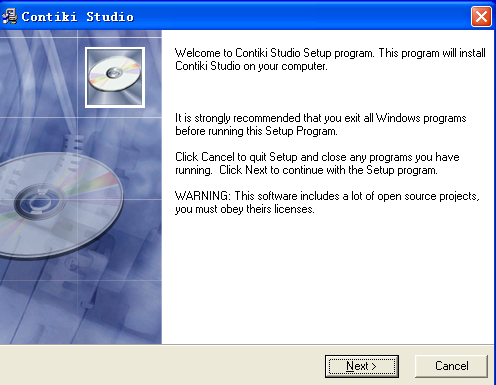 Contiki Studio
Welcome to Contiki Studio Setup program. This program will install
Contiki Studio on your computer.
It is strongly recommended that you exit all Windows programs
before running this Setup Program.
Click Cancel to quit Setup and close any programs you have
running. Click Next to continue with the Setup program.
WARNING: This software includes a lot of open source projects,
you must obey theirs licenses.
Next >
Cancel